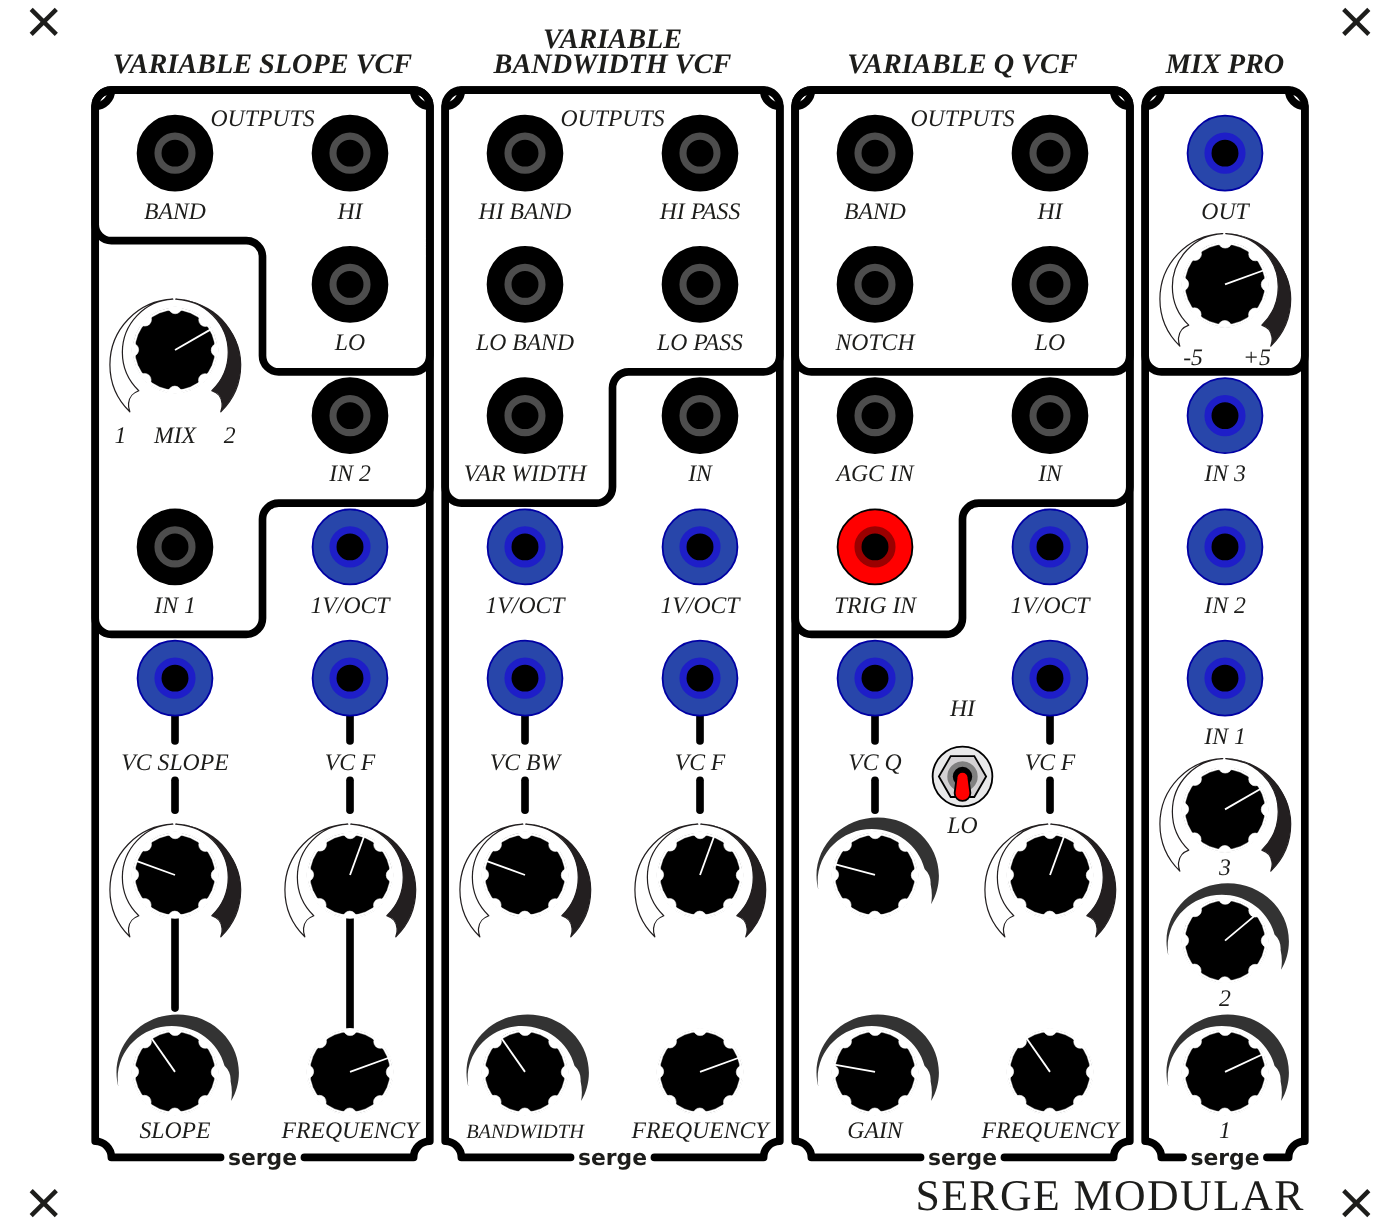 VARIABLE SLOPE VCF
VARIABLE
BANDWIDTH VCF
VARIABLE Q VCF
MIX PRO
OUTPUTS
OUTPUTS
OUTPUTS
BAND
HI
HI BAND
HI PASS
BAND
HI
OUT
LO
LO BAND
LO PASS
NOTCH
LO
-5 +5
1 MIX 2
IN 2
VAR WIDTH
IN
AGC IN
IN
IN 3
IN 1
1V/OCT
1V/OCT
1V/OCT
TRIG IN
1V/OCT
IN 2
HI
IN 1
VC SLOPE
VC F
VC BW
VC F
VC Q
VC F
LO
3
2
SLOPE
FREQUENCY
BANDWIDTH
FREQUENCY
GAIN
FREQUENCY
1
serge
serge
serge
serge
SERGE MODULAR